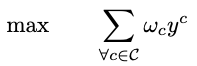 max ∑ ω_c y^c
∀c∈𝒞